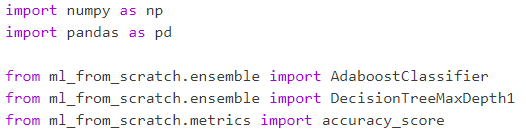 import numpy as np
import pandas as pd
from ml_from_scratch.ensemble import AdaboostClassifier
from ml_from_scratch.ensemble import DecisionTreeMaxDepth1
from ml_from_scratch.metrics import accuracy_score